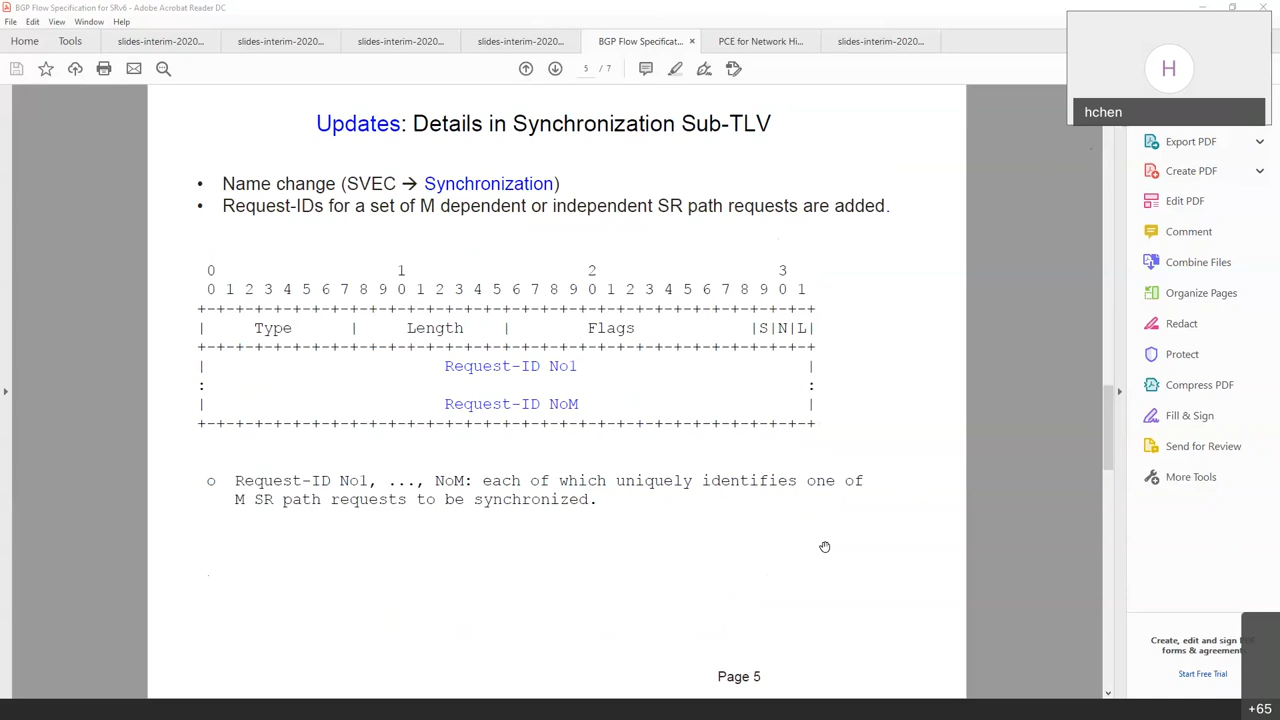 BGP Flow Specification for SRv6 - Adobe Acrobat Reader DC
File Edit View Window Help
Home Tools slides-interim-2020... slides-interim-2020... slides-interim-2020... slides-interim-2020... BGP Flow Specificat... × PCE for Network Hi... slides-interim-2020...
5 / 7
H
hchen
Updates: Details in Synchronization Sub-TLV
• Name change (SVEC → Synchronization)
• Request-IDs for a set of M dependent or independent SR path requests are added.
0 1 2 3
0 1 2 3 4 5 6 7 8 9 0 1 2 3 4 5 6 7 8 9 0 1 2 3 4 5 6 7 8 9 0 1
+-+-+-+-+-+-+-+-+-+-+-+-+-+-+-+-+-+-+-+-+-+-+-+-+-+-+-+-+-+-+-+-+
| Type | Length | Flags |S|N|L|
+-+-+-+-+-+-+-+-+-+-+-+-+-+-+-+-+-+-+-+-+-+-+-+-+-+-+-+-+-+-+-+-+
| Request-ID No1 |
: :
| Request-ID NoM |
+-+-+-+-+-+-+-+-+-+-+-+-+-+-+-+-+-+-+-+-+-+-+-+-+-+-+-+-+-+-+-+-+
o Request-ID No1, ..., NoM: each of which uniquely identifies one of
M SR path requests to be synchronized.
Page 5
Export PDF
Create PDF
Edit PDF
Comment
Combine Files
Organize Pages
Redact
Protect
Compress PDF
Fill & Sign
Send for Review
More Tools
Create, edit and sign
forms & agreements
Start Free Trial
+65